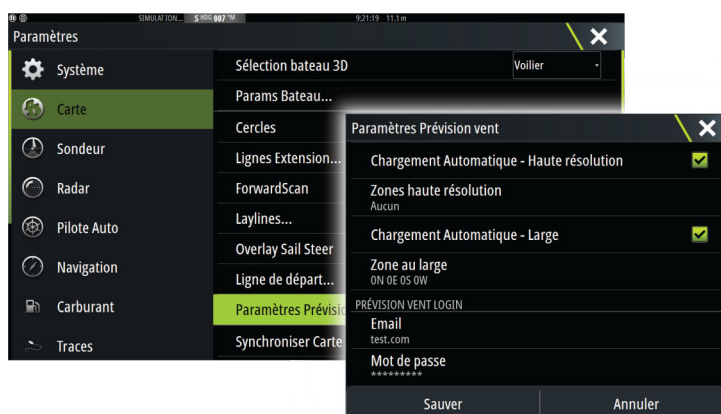 SIMULATION... S HDG 007 °M 9:21:19 11.1 m
Paramètres
Système
Carte
Sondeur
Radar
Pilote Auto
Navigation
Carburant
Traces
Sélection bateau 3D Voilier
Params Bateau...
Cercles
Lignes Extension...
ForwardScan
Laylines...
Overlay Sail Steer
Ligne de départ...
Paramètres Prévisio
Synchroniser Carte
Paramètres Prévision vent
Chargement Automatique - Haute résolution
Zones haute résolution
Aucun
Chargement Automatique - Large
Zone au large
0N 0E 0S 0W
PRÉVISION VENT LOGIN
Email
test.com
Mot de passe
*********
Sauver Annuler